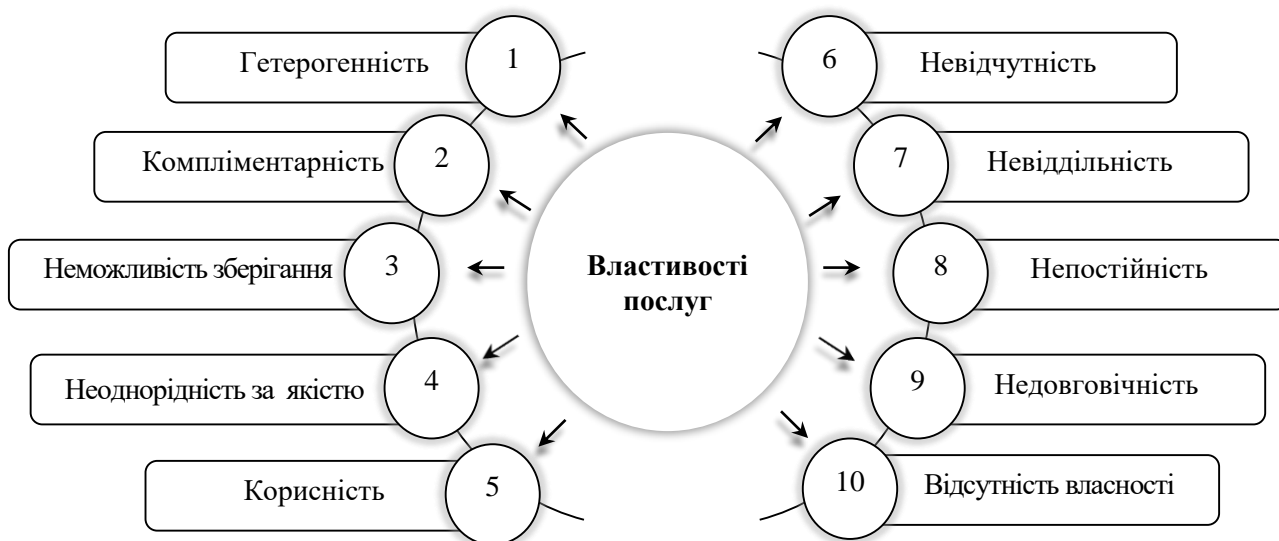 1
Гетерогенність
2
Компліментарність
3
Неможливість зберігання
4
Неоднорідність за якістю
5
Корисність
Властивості
послуг
6
Невідчутність
7
Невіддільність
8
Непостійність
9
Недовговічність
10
Відсутність власності